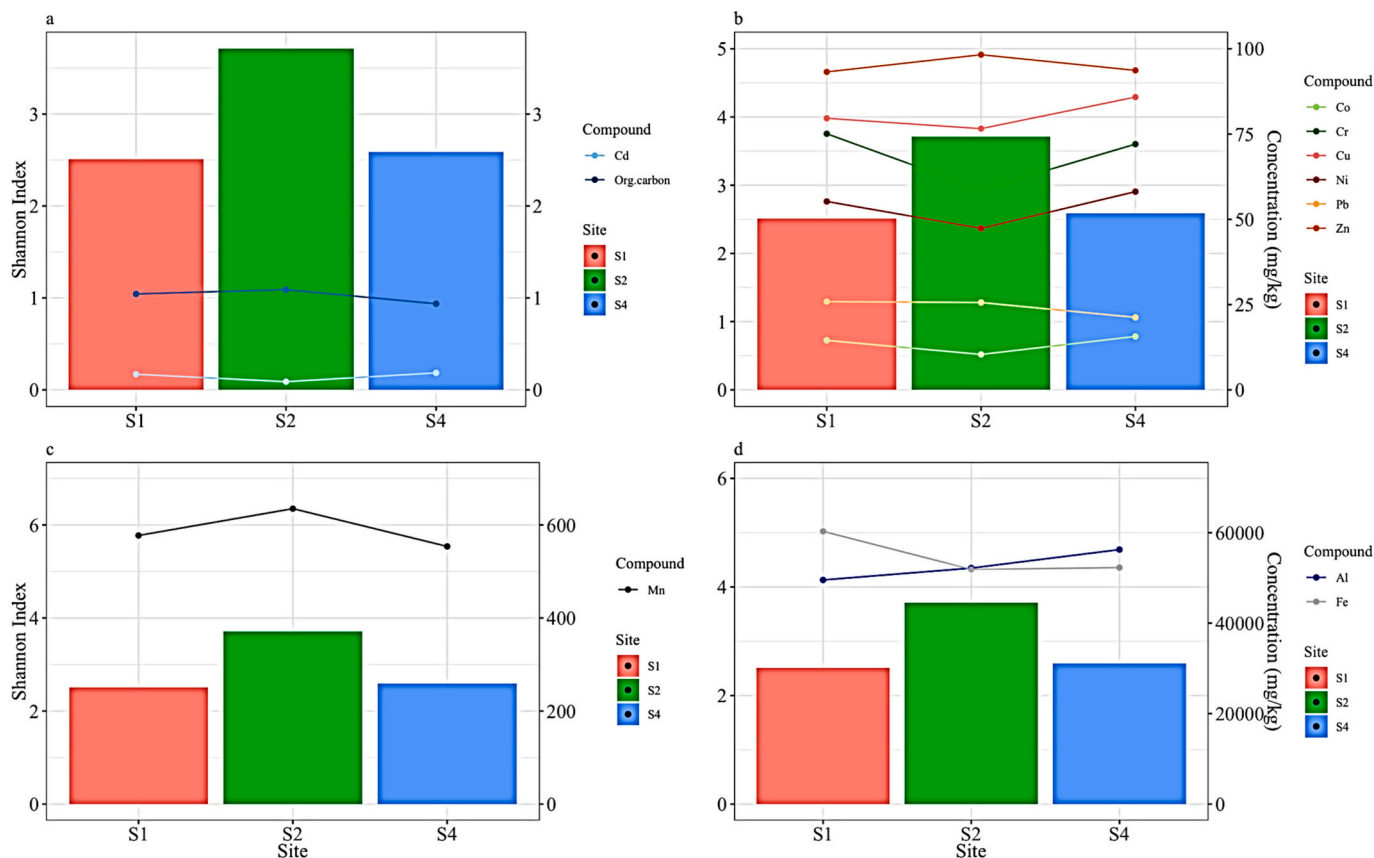 a
Shannon Index
3
2
1
0
3
2
1
0
S1
S2
S4
Compound
Cd
Org.carbon
Site
S1
S2
S4
b
5
4
3
2
1
0
100
75
50
25
0
Concentration (mg/kg)
S1
S2
S4
Compound
Co
Cr
Cu
Ni
Pb
Zn
Site
S1
S2
S4
c
Shannon Index
6
4
2
0
600
400
200
0
S1
S2
S4
Site
Compound
Mn
Site
S1
S2
S4
d
6
4
2
0
60000
40000
20000
0
Concentration (mg/kg)
S1
S2
S4
Site
Compound
Al
Fe
Site
S1
S2
S4